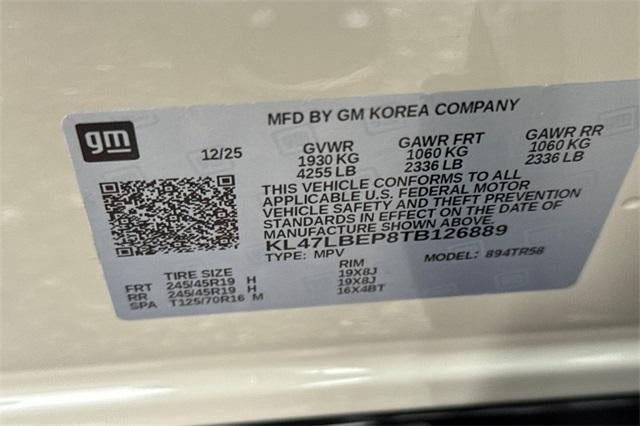 gm
MFD BY GM KOREA COMPANY
12/25
GVWR GAWR FRT GAWR RR
1930 KG 1060 KG 1060 KG
4255 LB 2336 LB 2336 LB
THIS VEHICLE CONFORMS TO ALL
APPLICABLE U.S. FEDERAL MOTOR
VEHICLE SAFETY AND THEFT PREVENTION
STANDARDS IN EFFECT ON THE DATE OF
MANUFACTURE SHOWN ABOVE.
KL47LBEP8TB126889
TYPE: MPV MODEL: 894TR58
TIRE SIZE RIM
FRT 245/45R19 H 19X8J
RR 245/45R19 H 19X8J
SPA T125/70R16 M 16X4BT